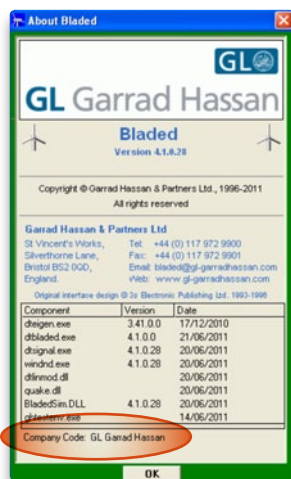 About Bladed
GL
GL Garrad Hassan
Bladed
Version 4.1.0.28
Copyright © Garrad Hassan & Partners Ltd., 1996-2011
All rights reserved
Garrad Hassan & Partners Ltd
St Vincent's Works, Tel: +44 (0) 117 972 9900
Silverthorne Lane, Fax: +44 (0) 117 972 9901
Bristol BS2 0QD, Email: bladed@gl-garradhassan.com
England. Web: www.gl-garradhassan.com
Original interface design @ 3s Electronic Publishing Ltd. 1993-1996
Component Version Date
dteigen.exe 3.41.0.0 17/12/2010
dtbladed.exe 4.1.0.0 21/06/2011
dtsignal.exe 4.1.0.28 20/06/2011
windnd.exe 4.1.0.28 20/06/2011
dtlinmod.dll 20/06/2011
quake.dll 20/06/2011
BladedSim.DLL 4.1.0.28 20/06/2011
14/06/2011
Company Code: GL Garrad Hassan
OK